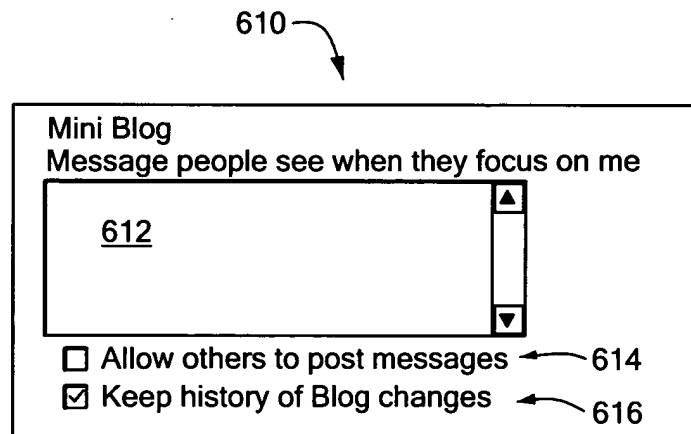 610
Mini Blog
Message people see when they focus on me
612
Allow others to post messages 614
Keep history of Blog changes 616